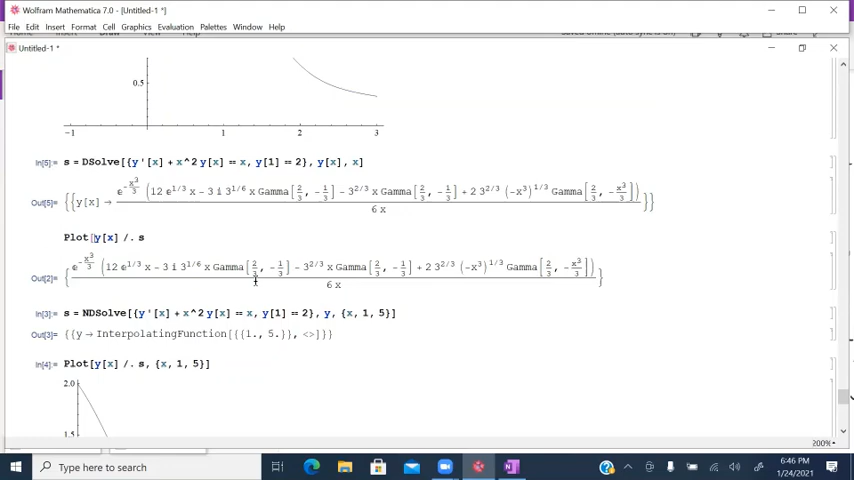 Wolfram Mathematica 7.0 - [Untitled-1 *]
File Edit Insert Format Cell Graphics Evaluation Palettes Window Help
Untitled-1 *
0.5
-1 1 2 3
In[5]:= s = DSolve[{y'[x] + x^2 y[x] == x, y[1] == 2}, y[x], x]
Out[5]= {{y[x] → e^(-x^3/3) (12 e^(1/3) x - 3 i 3^(1/6) x Gamma[2/3, -1/3] - 3^(2/3) x Gamma[2/3, -1/3] + 2 3^(2/3) (-x^3)^(1/3) Gamma[2/3, -x^3/3]) / 6 x}}
Plot[y[x] /. s
Out[2]= {e^(-x^3/3) (12 e^(1/3) x - 3 i 3^(1/6) x Gamma[2/3, -1/3] - 3^(2/3) x Gamma[2/3, -1/3] + 2 3^(2/3) (-x^3)^(1/3) Gamma[2/3, -x^3/3]) / 6 x}
In[3]:= s = NDSolve[{y'[x] + x^2 y[x] == x, y[1] == 2}, y, {x, 1, 5}]
Out[3]= {{y → InterpolatingFunction[{{1., 5.}}, <>]}}
In[4]:= Plot[y[x] /. s, {x, 1, 5}]
2.0
1.5
200%
Type here to search
6:46 PM
1/24/2021